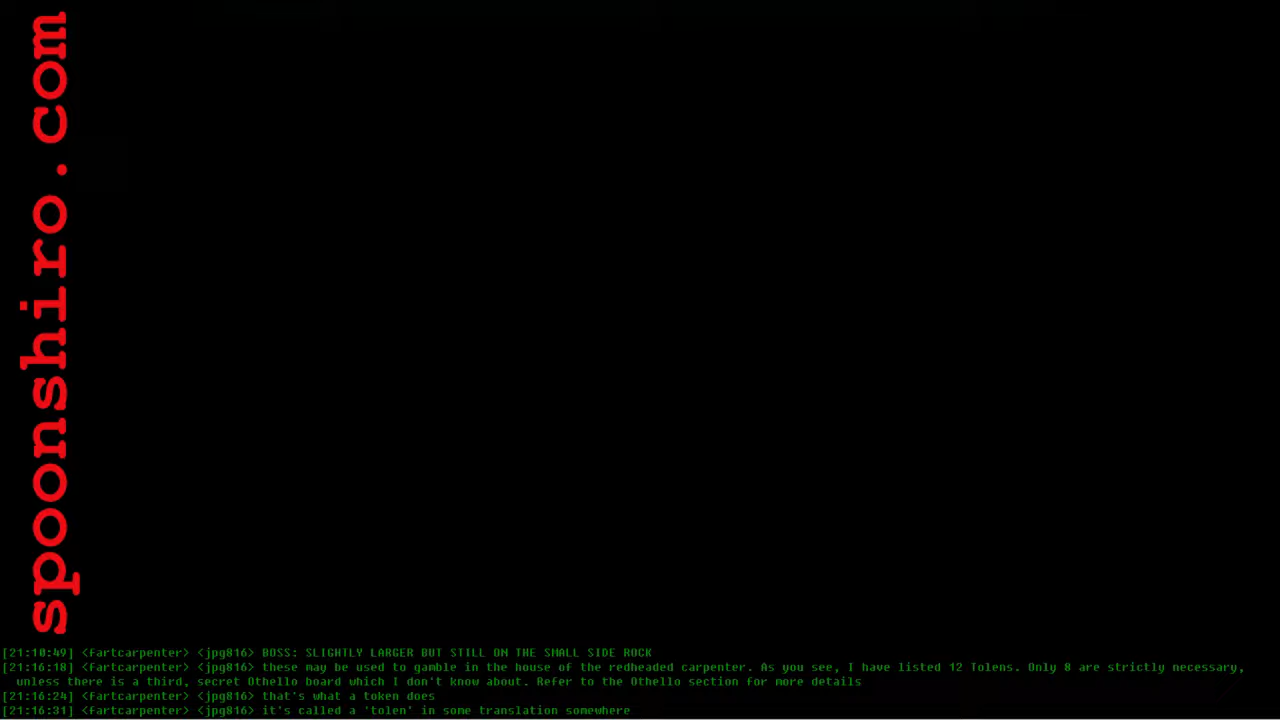 spoonshiro.com
[21:10:49] <fartcarpenter> <jpg816> BOSS: SLIGHTLY LARGER BUT STILL ON THE SMALL SIDE ROCK
[21:16:18] <fartcarpenter> <jpg816> these may be used to gamble in the house of the redheaded carpenter. As you see, I have listed 12 Tolens. Only 8 are strictly necessary,
unless there is a third, secret Othello board which I don't know about. Refer to the Othello section for more details
[21:16:24] <fartcarpenter> <jpg816> that's what a token does
[21:16:31] <fartcarpenter> <jpg816> it's called a 'tolen' in some translation somewhere